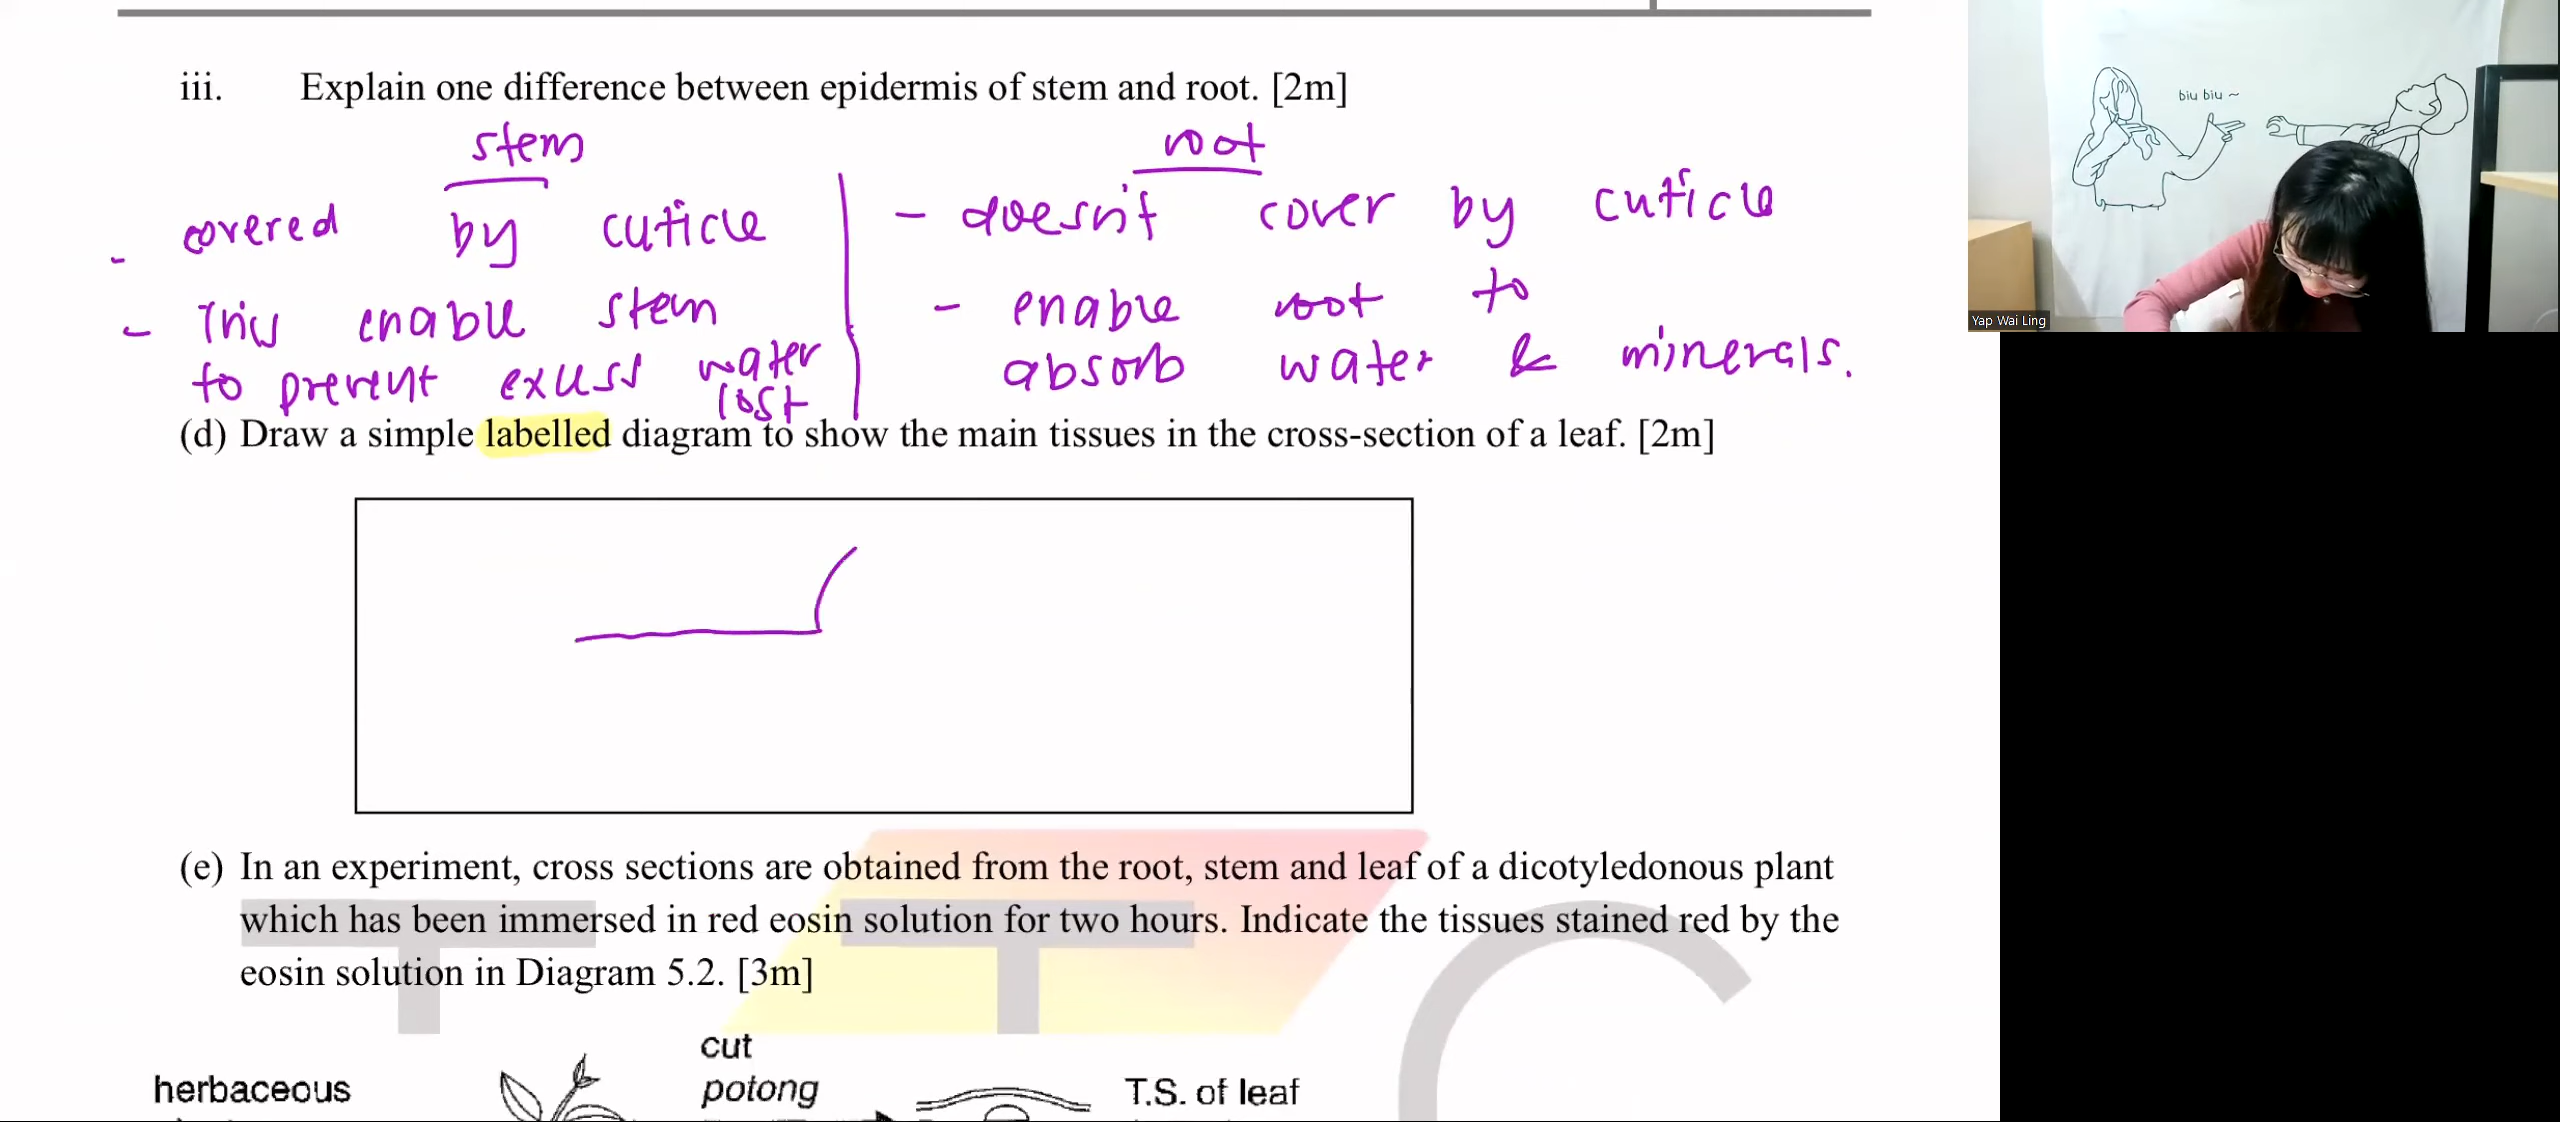 iii. Explain one difference between epidermis of stem and root. [2m]
stem
root
- covered by cuticle
- doesn't cover by cuticle
- This enable stem
to prevent excess water
lost
- enable root to
absorb water & minerals.
(d) Draw a simple labelled diagram to show the main tissues in the cross-section of a leaf. [2m]
(e) In an experiment, cross sections are obtained from the root, stem and leaf of a dicotyledonous plant
which has been immersed in red eosin solution for two hours. Indicate the tissues stained red by the
eosin solution in Diagram 5.2. [3m]
herbaceous
cut
potong
T.S. of leaf
TTC
biu biu ~
Yap Wai Ling